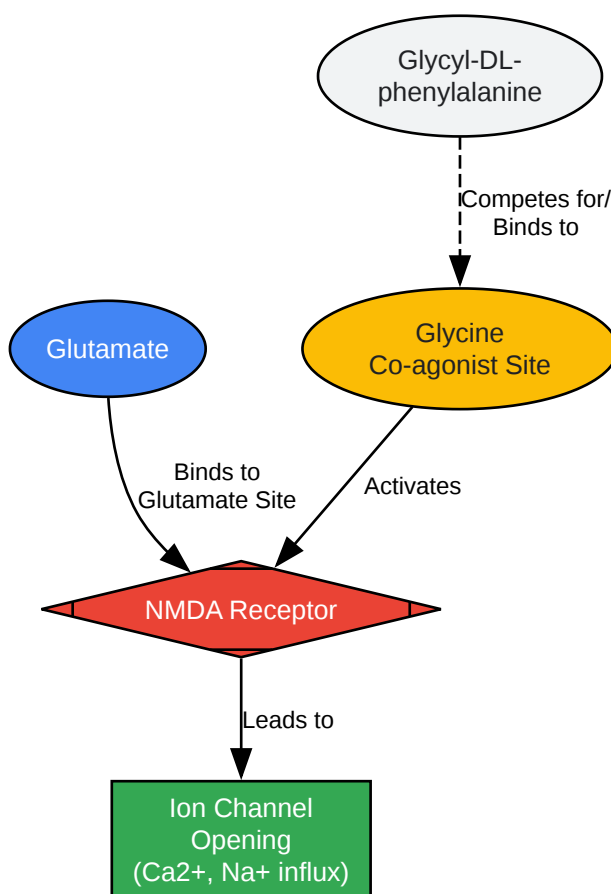 Glycyl-DL-
phenylalanine
Competes for/
Binds to
Glutamate
Glycine
Co-agonist Site
Binds to
Glutamate Site
Activates
NMDA Receptor
Leads to
Ion Channel
Opening
(Ca2+, Na+ influx)